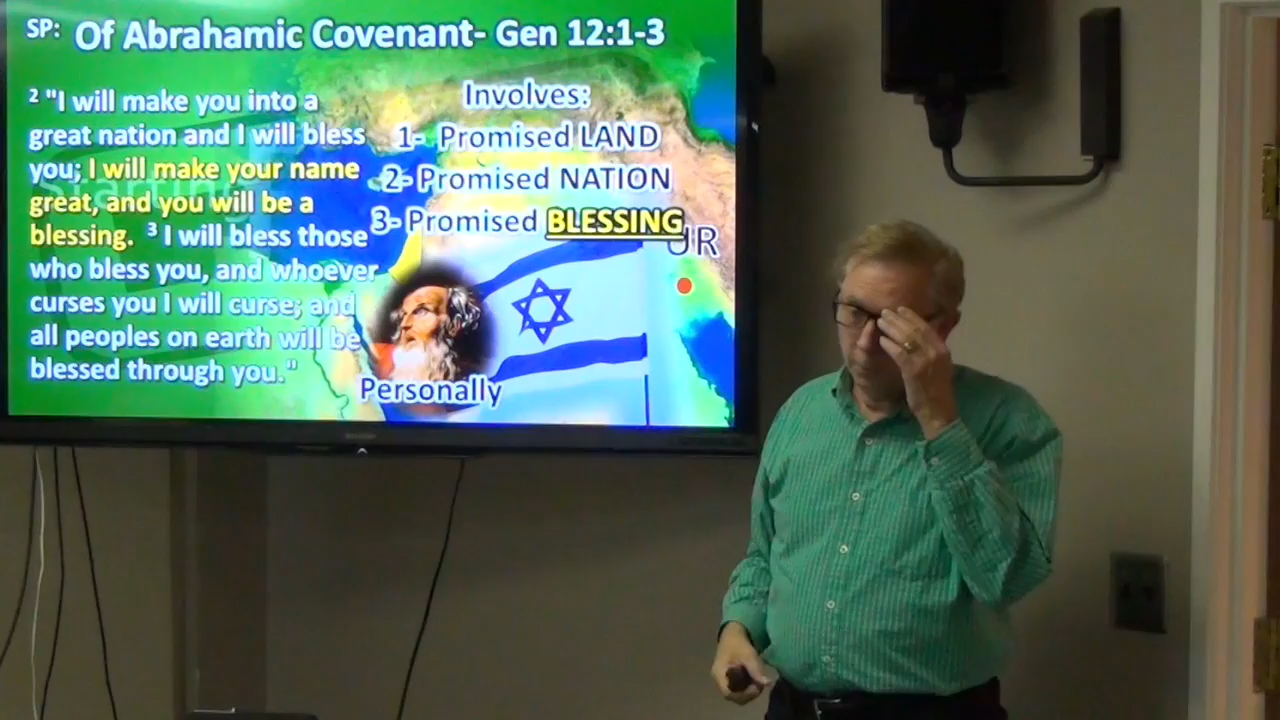 SP: Of Abrahamic Covenant- Gen 12:1-3
2 "I will make you into a
great nation and I will bless
you; I will make your name
great, and you will be a
blessing. 3 I will bless those
who bless you, and whoever
curses you I will curse; and
all peoples on earth will be
blessed through you."
Involves:
1- Promised LAND
2- Promised NATION
3- Promised BLESSING
UR
Personally
Starting
SHARP